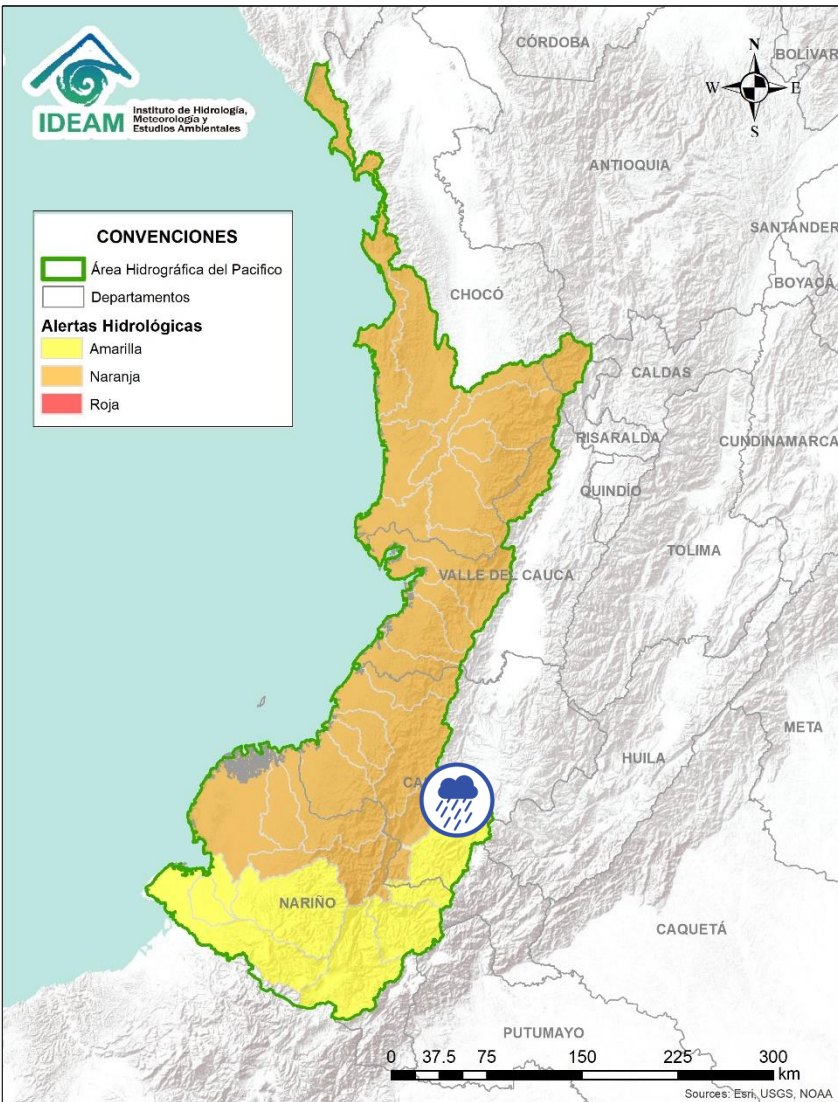 IDEAM
Instituto de Hidrología,
Meteorología y
Estudios Ambientales
CONVENCIONES
Área Hidrográfica del Pacifico
Departamentos
Alertas Hidrológicas
Amarilla
Naranja
Roja
N
W E
S
CÓRDOBA
BOLÍVAR
ANTIOQUIA
SANTANDER
BOYACÁ
CHOCÓ
CALDAS
RISARALDA
CUNDINAMARCA
QUINDÍO
TOLIMA
VALLE DEL CAUCA
META
HUILA
NARIÑO
CAQUETÁ
PUTUMAYO
0 37.5 75 150 225 300
km
Sources: Esri, USGS, NOAA